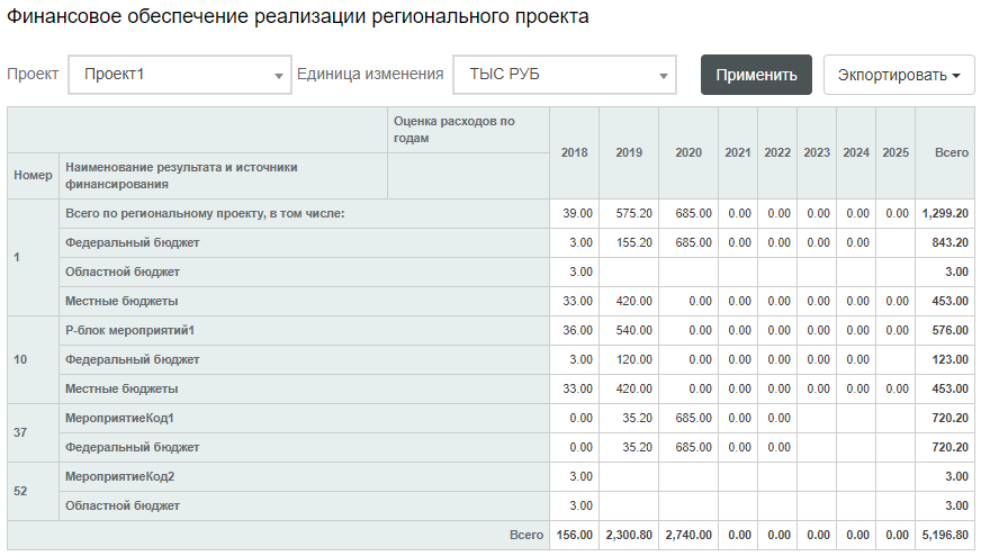 Финансовое обеспечение реализации регионального проекта
Проект Проект1 Единица изменения ТЫС РУБ Применить Экпортировать
Оценка расходов по годам 2018 2019 2020 2021 2022 2023 2024 2025 Всего
Номер Наименование результата и источники финансирования
1 Всего по региональному проекту, в том числе: 39.00 575.20 685.00 0.00 0.00 0.00 0.00 0.00 1,299.20
Федеральный бюджет 3.00 155.20 685.00 0.00 0.00 0.00 0.00 843.20
Областной бюджет 3.00 3.00
Местные бюджеты 33.00 420.00 0.00 0.00 0.00 0.00 0.00 0.00 453.00
10 Р-блок мероприятий1 36.00 540.00 0.00 0.00 0.00 0.00 0.00 0.00 576.00
Федеральный бюджет 3.00 120.00 0.00 0.00 0.00 0.00 0.00 123.00
Местные бюджеты 33.00 420.00 0.00 0.00 0.00 0.00 0.00 0.00 453.00
37 МероприятиеКод1 0.00 35.20 685.00 0.00 0.00 720.20
Федеральный бюджет 0.00 35.20 685.00 0.00 0.00 720.20
52 МероприятиеКод2 3.00 3.00
Областной бюджет 3.00 3.00
Всего 156.00 2,300.80 2,740.00 0.00 0.00 0.00 0.00 0.00 5,196.80